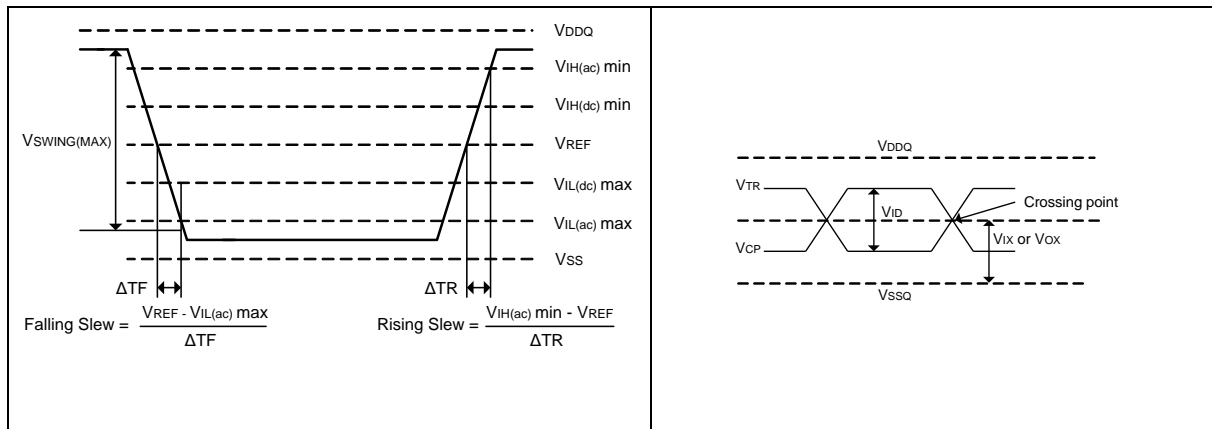 VDDQ
VIH(ac) min
VIH(dc) min
VSWING(MAX)
VREF
VIL(dc) max
VIL(ac) max
VSS
ΔTF
ΔTR
Falling Slew = VREF - VIL(ac) max
ΔTF
Rising Slew = VIH(ac) min - VREF
ΔTR
VDDQ
VTR
Crossing point
VID
VIX or VOX
VCP
VSSQ